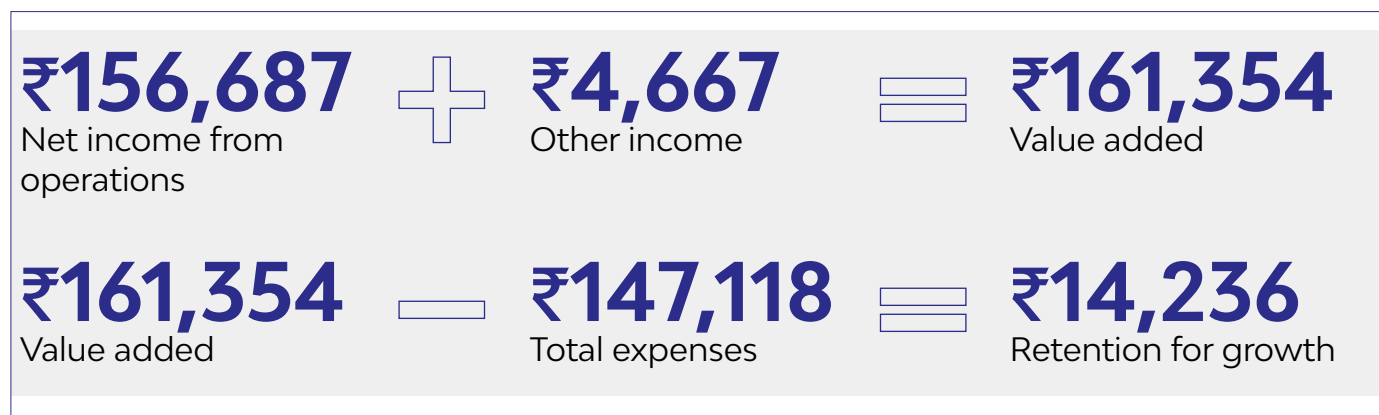 ₹156,687 + ₹4,667 = ₹161,354
Net income from Other income Value added
operations
₹161,354 — ₹147,118 = ₹14,236
Value added Total expenses Retention for growth